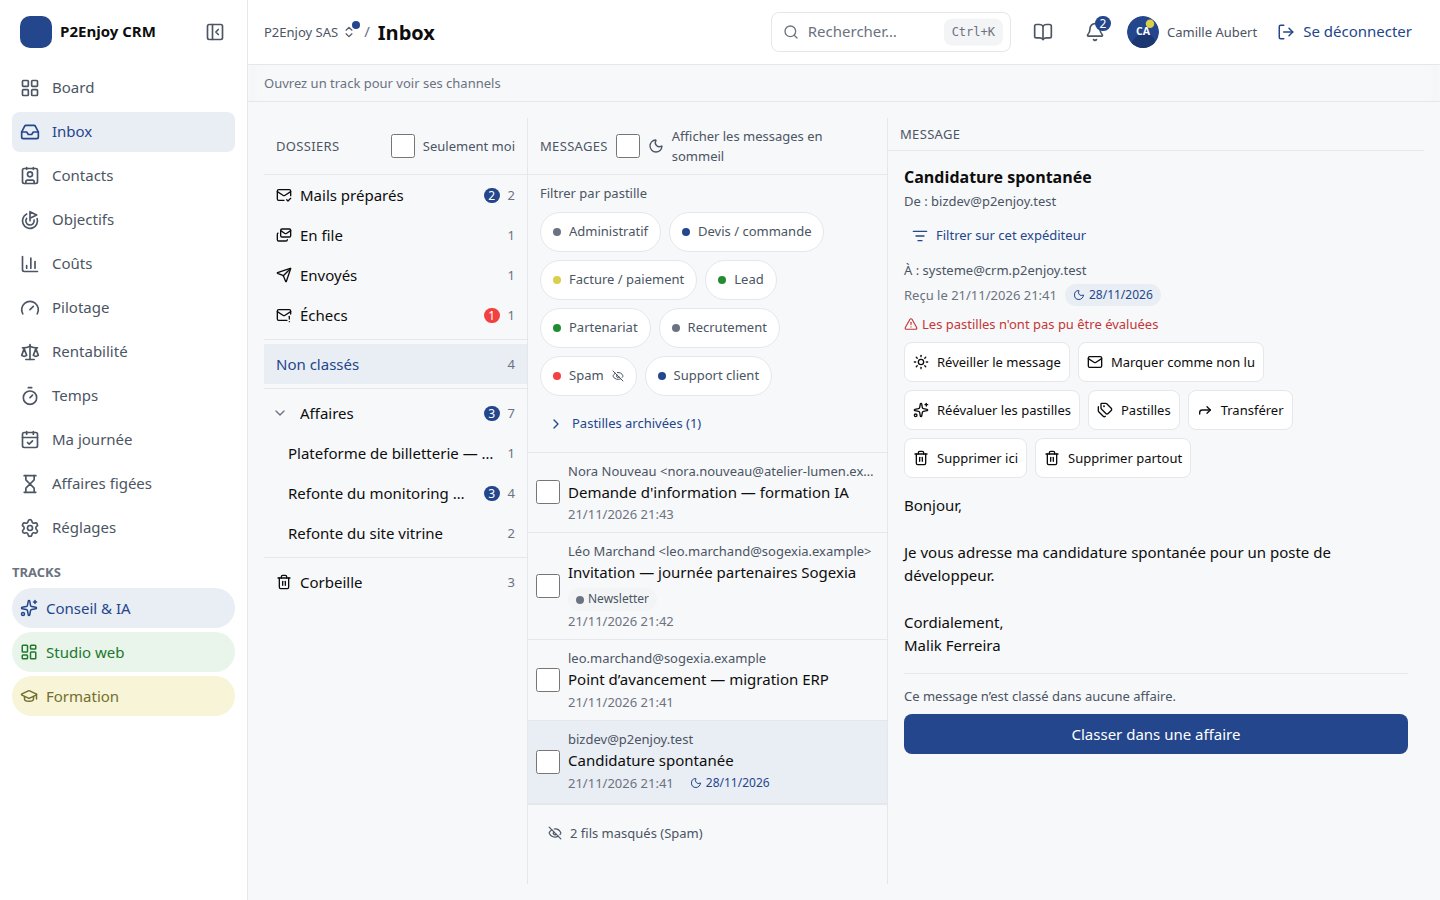 P2Enjoy CRM
Board
Inbox
Contacts
Objectifs
Coûts
Pilotage
Rentabilité
Temps
Ma journée
Affaires figées
Réglages
TRACKS
Conseil & IA
Studio web
Formation
P2Enjoy SAS / Inbox
Rechercher... Ctrl+K
2
CA
Camille Aubert
Se déconnecter
Ouvrez un track pour voir ses channels
DOSSIERS
Seulement moi
Mails préparés 2 2
En file 1
Envoyés 1
Échecs 1 1
Non classés 4
Affaires 3 7
Plateforme de billetterie — ... 1
Refonte du monitoring ... 3 4
Refonte du site vitrine 2
Corbeille 3
MESSAGES
Afficher les messages en
sommeil
Filtrer par pastille
Administratif
Devis / commande
Facture / paiement
Lead
Partenariat
Recrutement
Spam
Support client
Pastilles archivées (1)
Nora Nouveau <nora.nouveau@atelier-lumen.ex...
Demande d'information — formation IA
21/11/2026 21:43
Léo Marchand <leo.marchand@sogexia.example>
Invitation — journée partenaires Sogexia
Newsletter
21/11/2026 21:42
leo.marchand@sogexia.example
Point d’avancement — migration ERP
21/11/2026 21:41
bizdev@p2enjoy.test
Candidature spontanée
21/11/2026 21:41 28/11/2026
2 fils masqués (Spam)
MESSAGE
Candidature spontanée
De : bizdev@p2enjoy.test
Filtrer sur cet expéditeur
À : systeme@crm.p2enjoy.test
Reçu le 21/11/2026 21:41 28/11/2026
Les pastilles n'ont pas pu être évaluées
Réveiller le message
Marquer comme non lu
Réévaluer les pastilles
Pastilles
Transférer
Supprimer ici
Supprimer partout
Bonjour,
Je vous adresse ma candidature spontanée pour un poste de
développeur.
Cordialement,
Malik Ferreira
Ce message n’est classé dans aucune affaire.
Classer dans une affaire